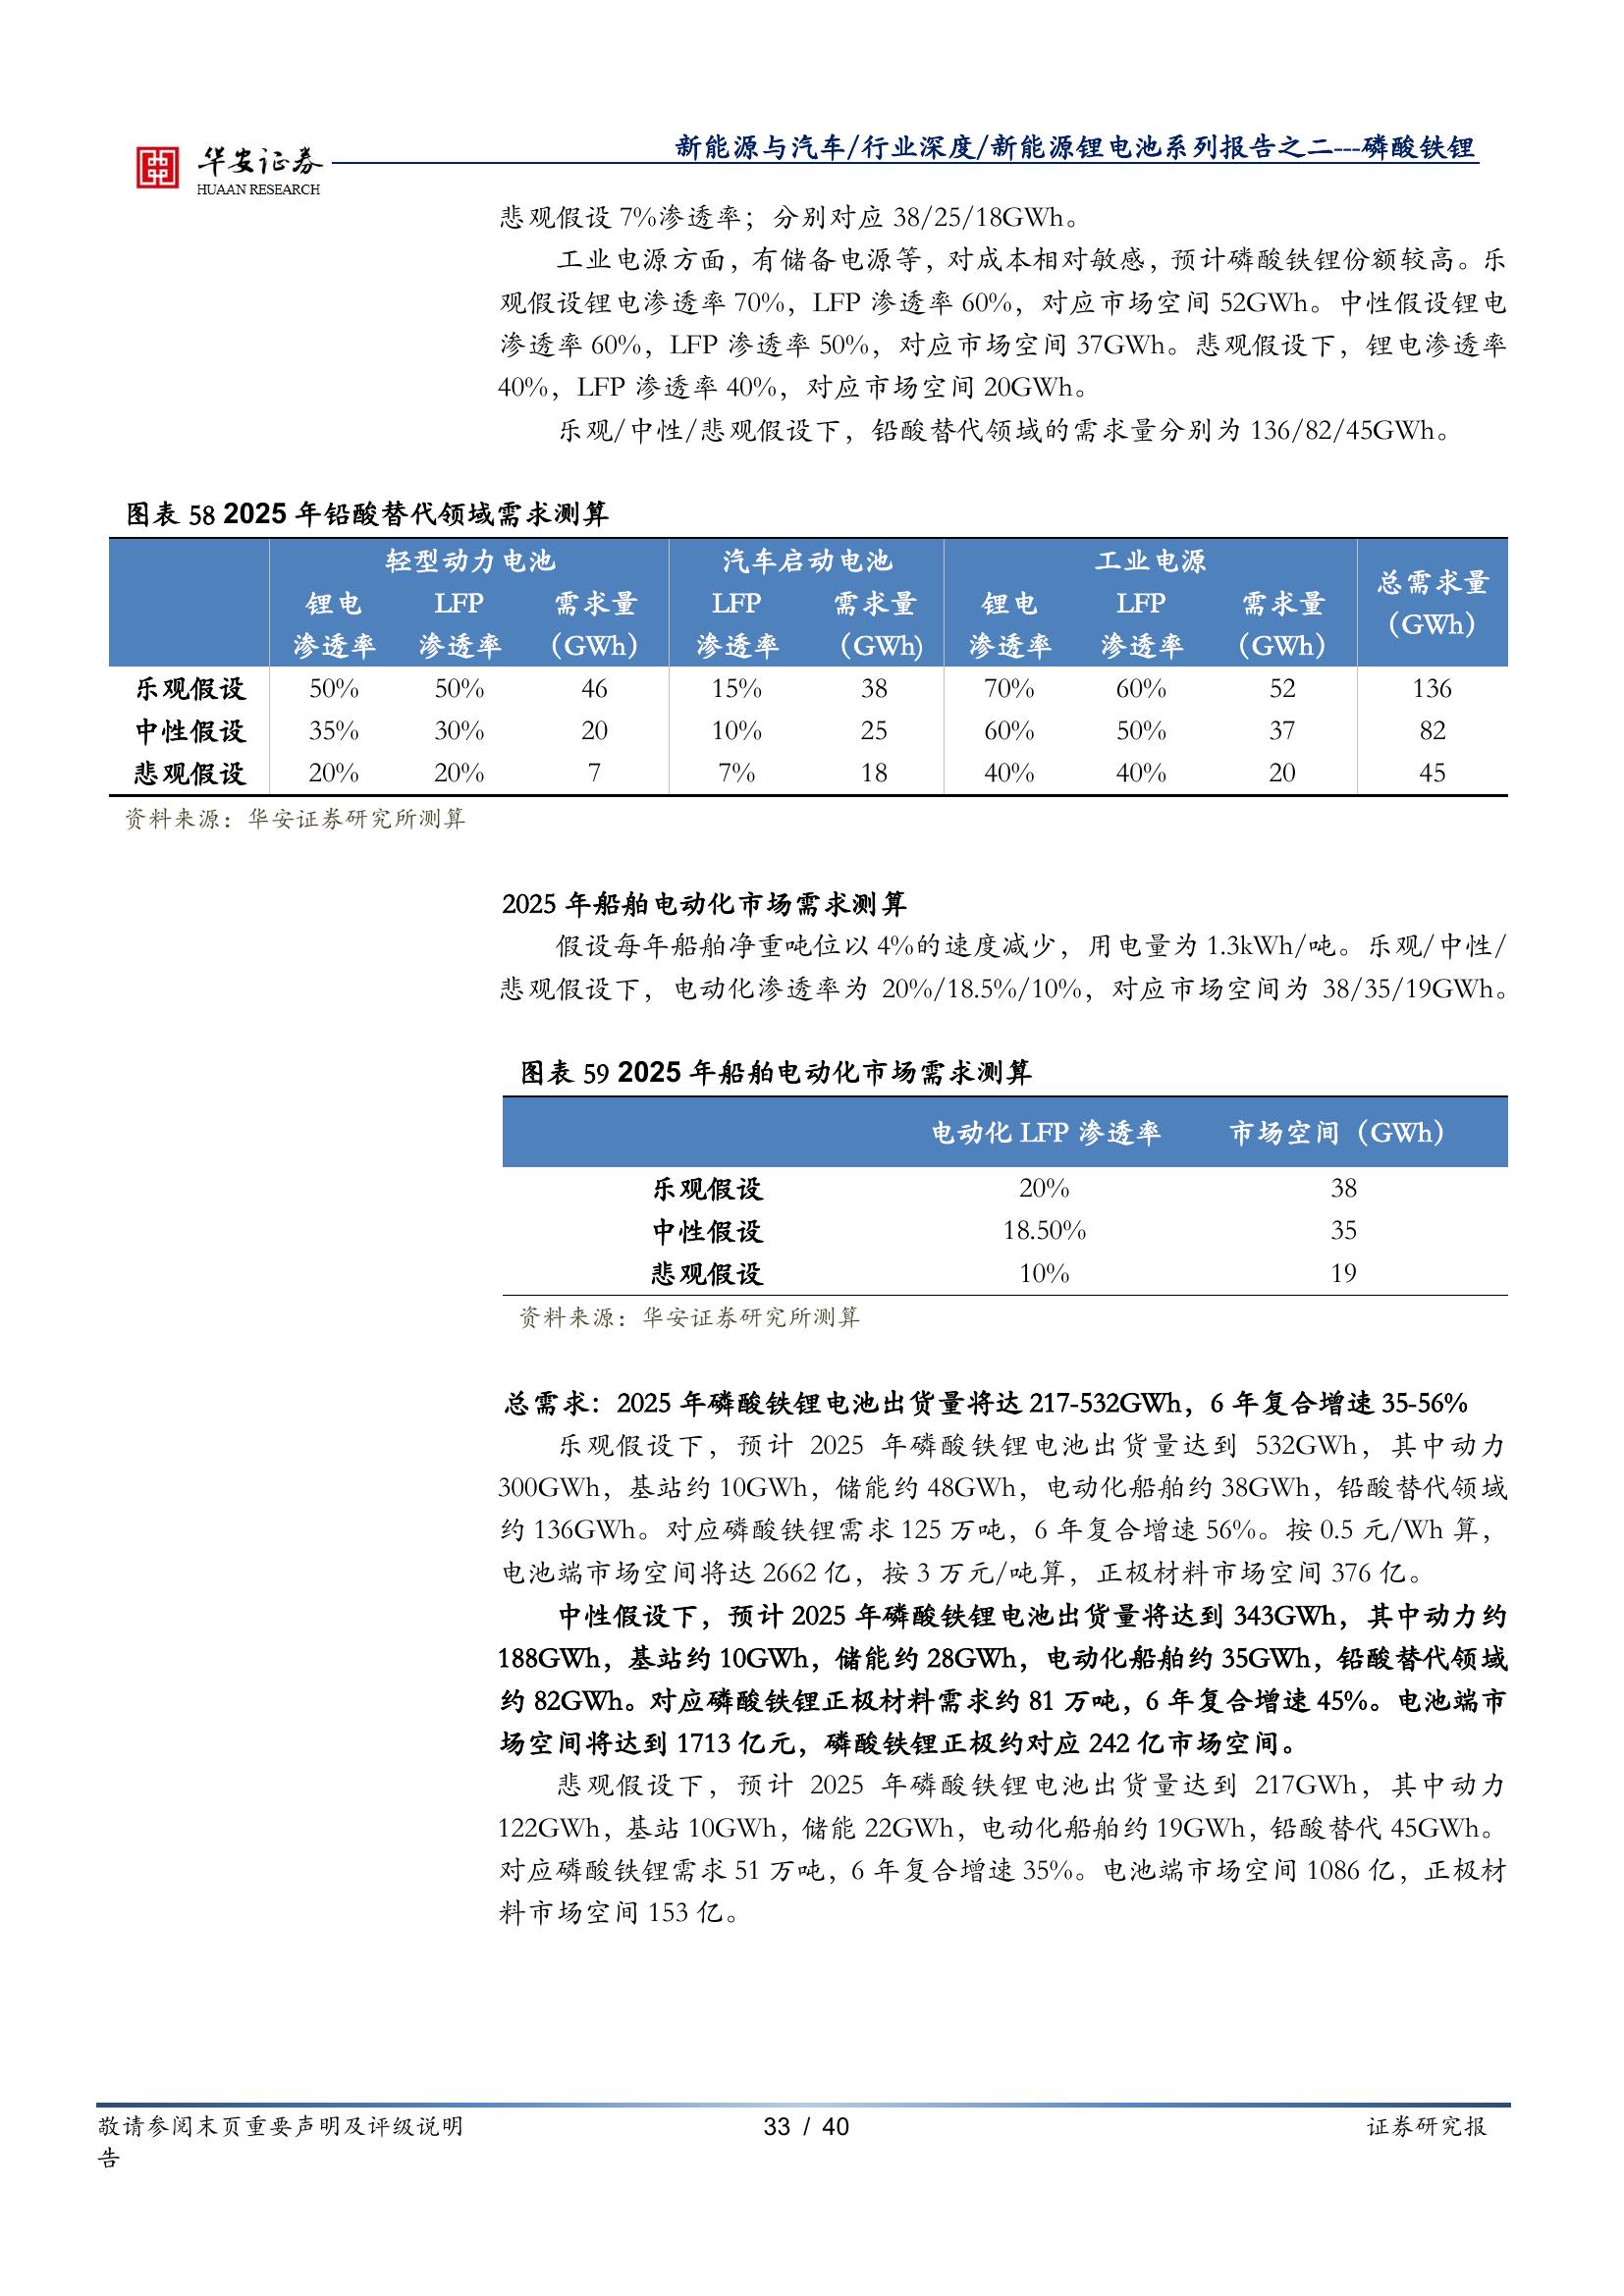 华安证券
HUAAN RESEARCH
新能源与汽车/行业深度/新能源锂电池系列报告之二---磷酸铁锂
悲观假设 7%渗透率；分别对应 38/25/18GWh。
工业电源方面，有储备电源等，对成本相对敏感，预计磷酸铁锂份额较高。乐
观假设锂电渗透率 70%，LFP 渗透率 60%，对应市场空间 52GWh。中性假设锂电
渗透率 60%，LFP 渗透率 50%，对应市场空间 37GWh。悲观假设下，锂电渗透率
40%，LFP 渗透率 40%，对应市场空间 20GWh。
乐观/中性/悲观假设下，铅酸替代领域的需求量分别为 136/82/45GWh。
图表 58 2025 年铅酸替代领域需求测算
轻型动力电池 汽车启动电池 工业电源 总需求量（GWh）
锂电 LFP 需求量 LFP 需求量 锂电 LFP 需求量
渗透率 渗透率 （GWh） 渗透率 （GWh) 渗透率 渗透率 （GWh）
乐观假设 50% 50% 46 15% 38 70% 60% 52 136
中性假设 35% 30% 20 10% 25 60% 50% 37 82
悲观假设 20% 20% 7 7% 18 40% 40% 20 45
资料来源：华安证券研究所测算
2025 年船舶电动化市场需求测算
假设每年船舶净重吨位以 4%的速度减少，用电量为 1.3kWh/吨。乐观/中性/
悲观假设下，电动化渗透率为 20%/18.5%/10%，对应市场空间为 38/35/19GWh。
图表 59 2025 年船舶电动化市场需求测算
电动化 LFP 渗透率 市场空间（GWh）
乐观假设 20% 38
中性假设 18.50% 35
悲观假设 10% 19
资料来源：华安证券研究所测算
总需求：2025 年磷酸铁锂电池出货量将达 217-532GWh，6 年复合增速 35-56%
乐观假设下，预计 2025 年磷酸铁锂电池出货量达到 532GWh，其中动力
300GWh，基站约 10GWh，储能约 48GWh，电动化船舶约 38GWh，铅酸替代领域
约 136GWh。对应磷酸铁锂需求 125 万吨，6 年复合增速 56%。按 0.5 元/Wh 算，
电池端市场空间将达 2662 亿，按 3 万元/吨算，正极材料市场空间 376 亿。
中性假设下，预计 2025 年磷酸铁锂电池出货量将达到 343GWh，其中动力约
188GWh，基站约 10GWh，储能约 28GWh，电动化船舶约 35GWh，铅酸替代领域
约 82GWh。对应磷酸铁锂正极材料需求约 81 万吨，6 年复合增速 45%。电池端市
场空间将达到 1713 亿元，磷酸铁锂正极约对应 242 亿市场空间。
悲观假设下，预计 2025 年磷酸铁锂电池出货量达到 217GWh，其中动力
122GWh，基站 10GWh，储能 22GWh，电动化船舶约 19GWh，铅酸替代 45GWh。
对应磷酸铁锂需求 51 万吨，6 年复合增速 35%。电池端市场空间 1086 亿，正极材
料市场空间 153 亿。
敬请参阅末页重要声明及评级说明 33 / 40 证券研究报
告